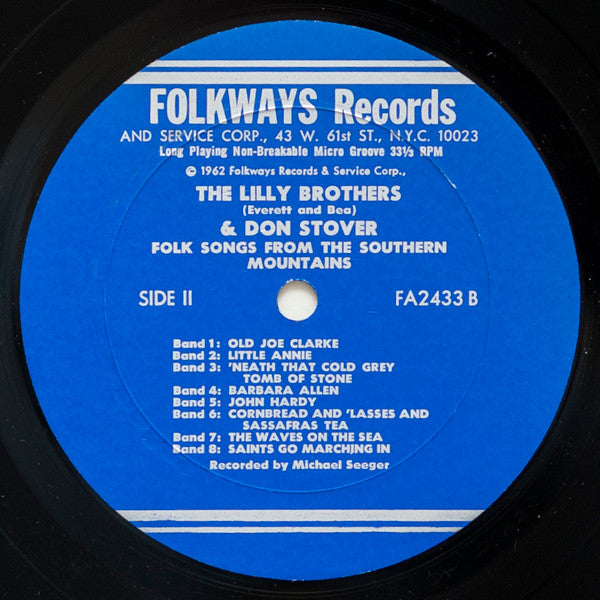 FOLKWAYS Records
AND SERVICE CORP., 43 W. 61st ST., N.Y.C. 10023
Long Playing Non-Breakable Micro Groove 33⅓ RPM
© 1962 Folkways Records & Service Corp.,
THE LILLY BROTHERS
(Everett and Bea)
& DON STOVER
FOLK SONGS FROM THE SOUTHERN
MOUNTAINS
SIDE II FA2433 B
Band 1: OLD JOE CLARKE
Band 2: LITTLE ANNIE
Band 3: 'NEATH THAT COLD GREY
TOMB OF STONE
Band 4: BARBARA ALLEN
Band 5: JOHN HARDY
Band 6: CORNBREAD AND 'LASSES AND
SASSAFRAS TEA
Band 7: THE WAVES ON THE SEA
Band 8: SAINTS GO MARCHING IN
Recorded by Michael Seeger